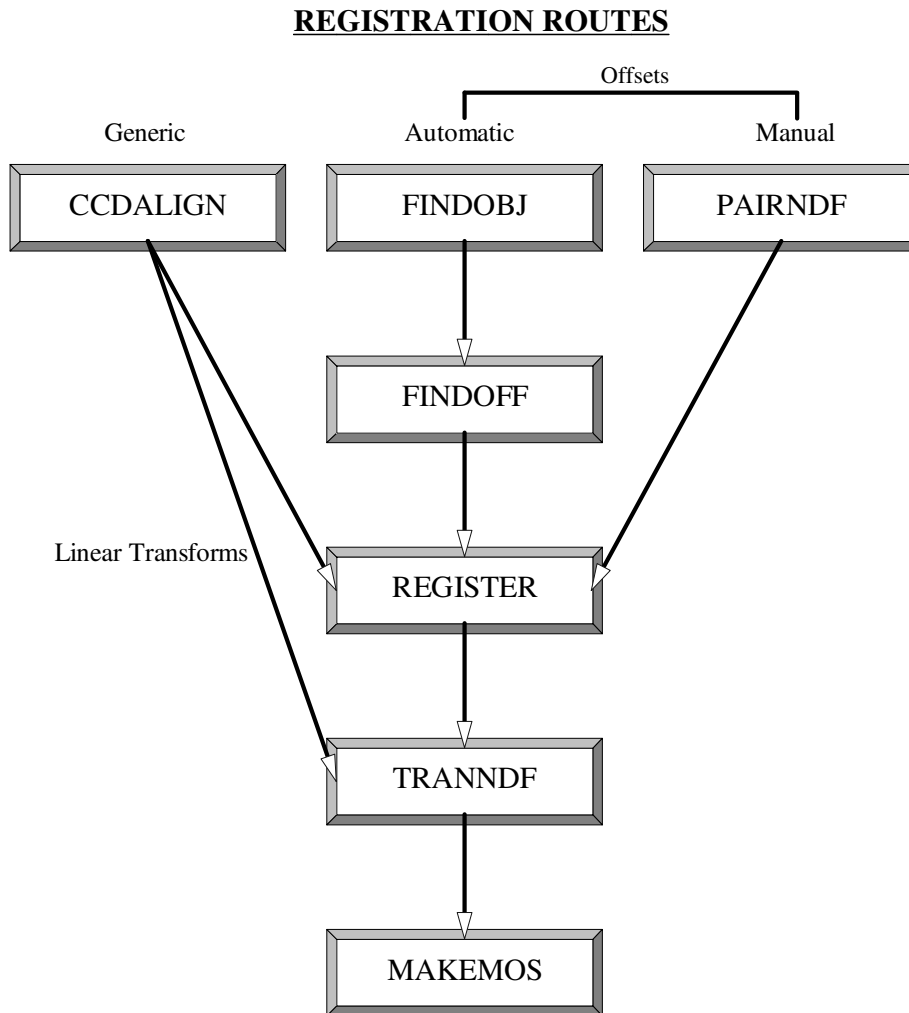 REGISTRATION ROUTES
Offsets
Generic
Automatic
Manual
CCDALIGN
FINDOBJ
PAIRNDF
FINDOFF
Linear Transforms
REGISTER
TRANNDF
MAKEMOS